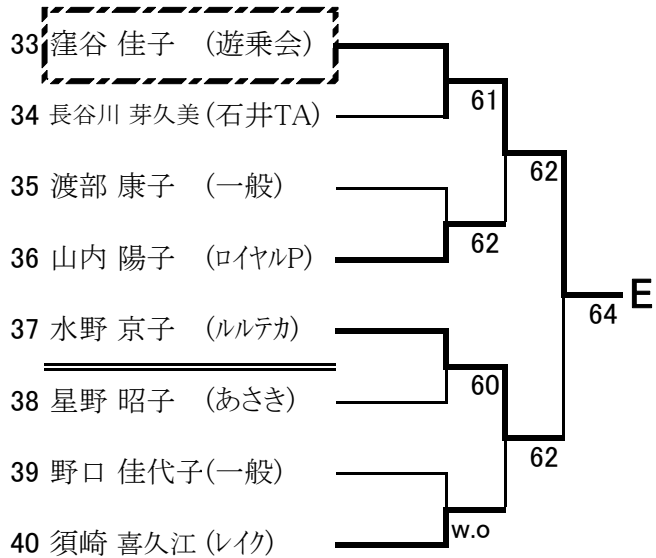 33 窪谷 佳子 (遊乗会)
61
34 長谷川 芽久美(石井TA)
62
35 渡部 康子 (一般)
62
36 山内 陽子 (ロイヤルP)
64 E
37 水野 京子 (ルルテカ)
60
38 星野 昭子 (あさき)
62
39 野口 佳代子(一般)
w.o
40 須崎 喜久江(レイク)